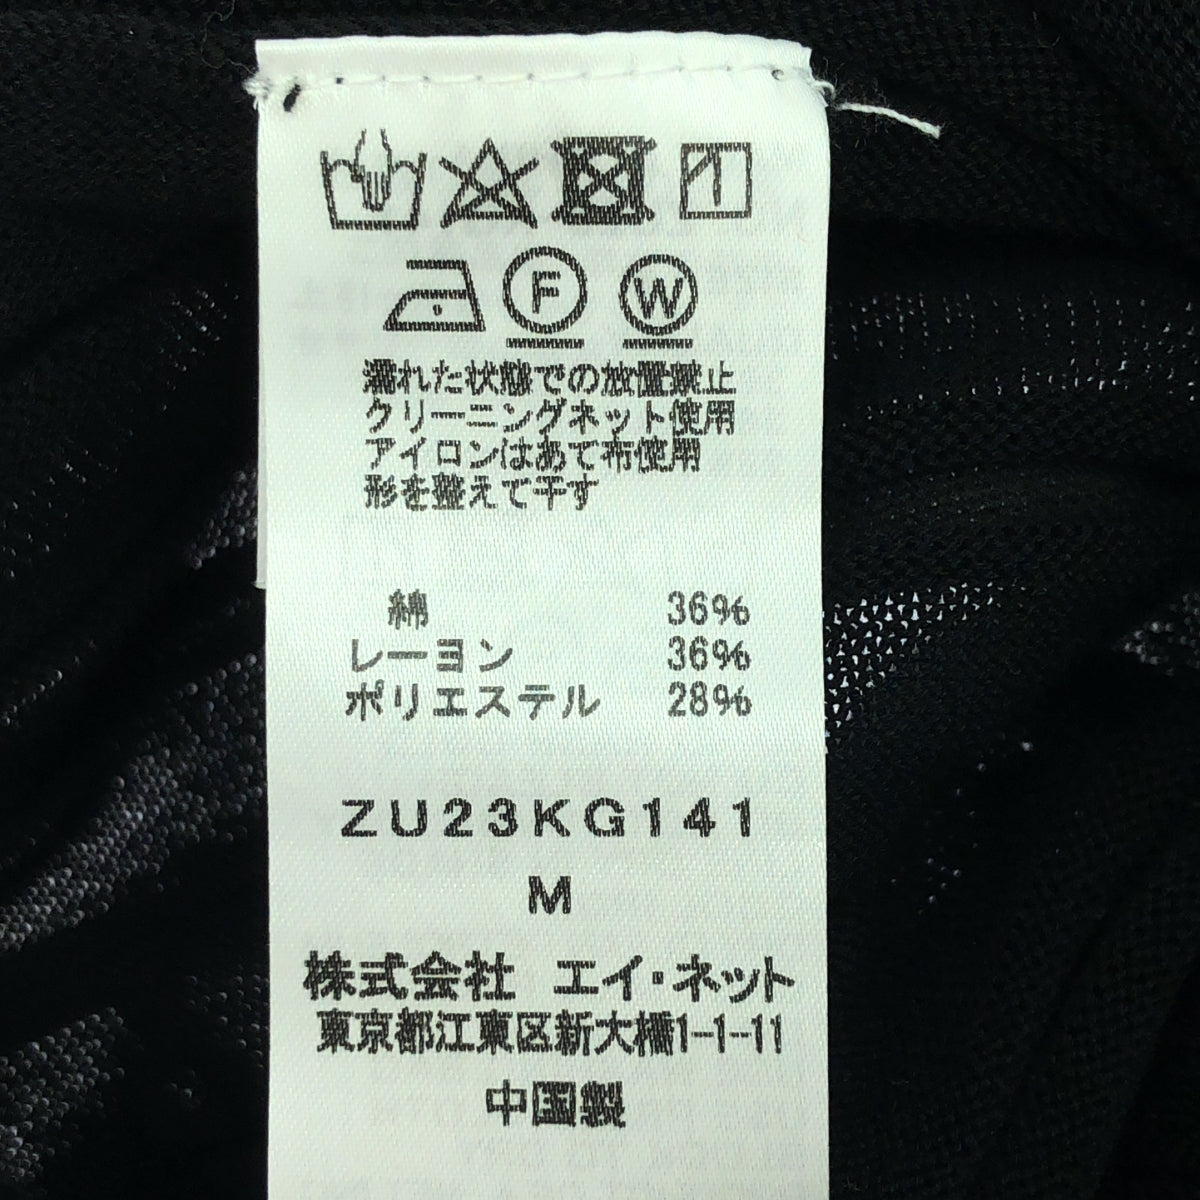 F W
濡れた状態での放置禁止
クリーニングネット使用
アイロンはあて布使用
形を整えて干す
綿 36%
レーヨン 36%
ポリエステル 28%
ZU23KG141
M
株式会社 エイ・ネット
東京都江東区新大橋1-1-11
中国製